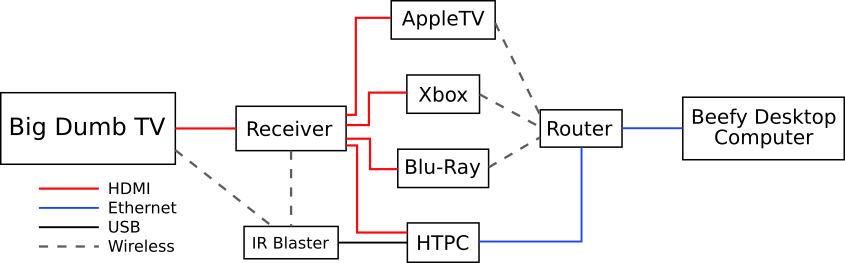 AppleTV
Xbox
Big Dumb TV
Receiver
Router
Beefy Desktop
Computer
Blu-Ray
HDMI
Ethernet
USB
Wireless
IR Blaster
HTPC